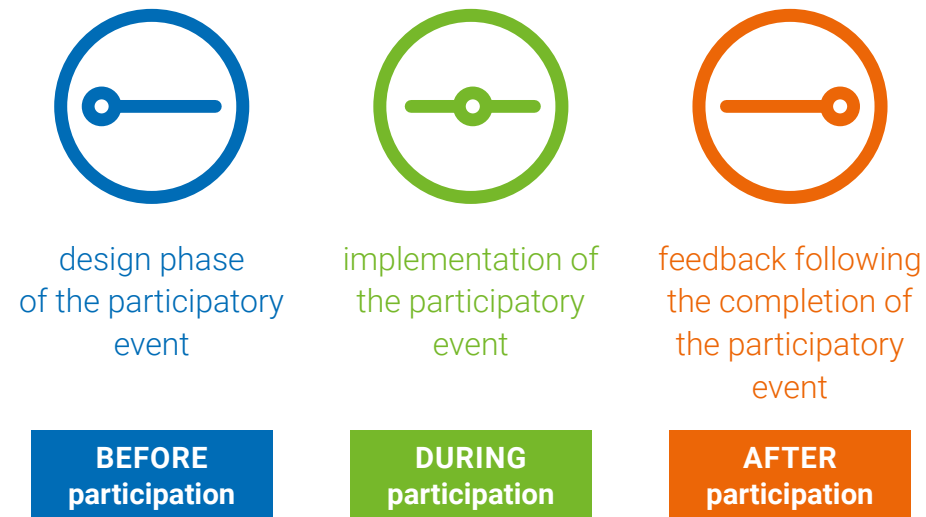 design phase
of the participatory
event
BEFORE
participation
implementation of
the participatory
event
DURING
participation
feedback following
the completion of
the participatory
event
AFTER
participation